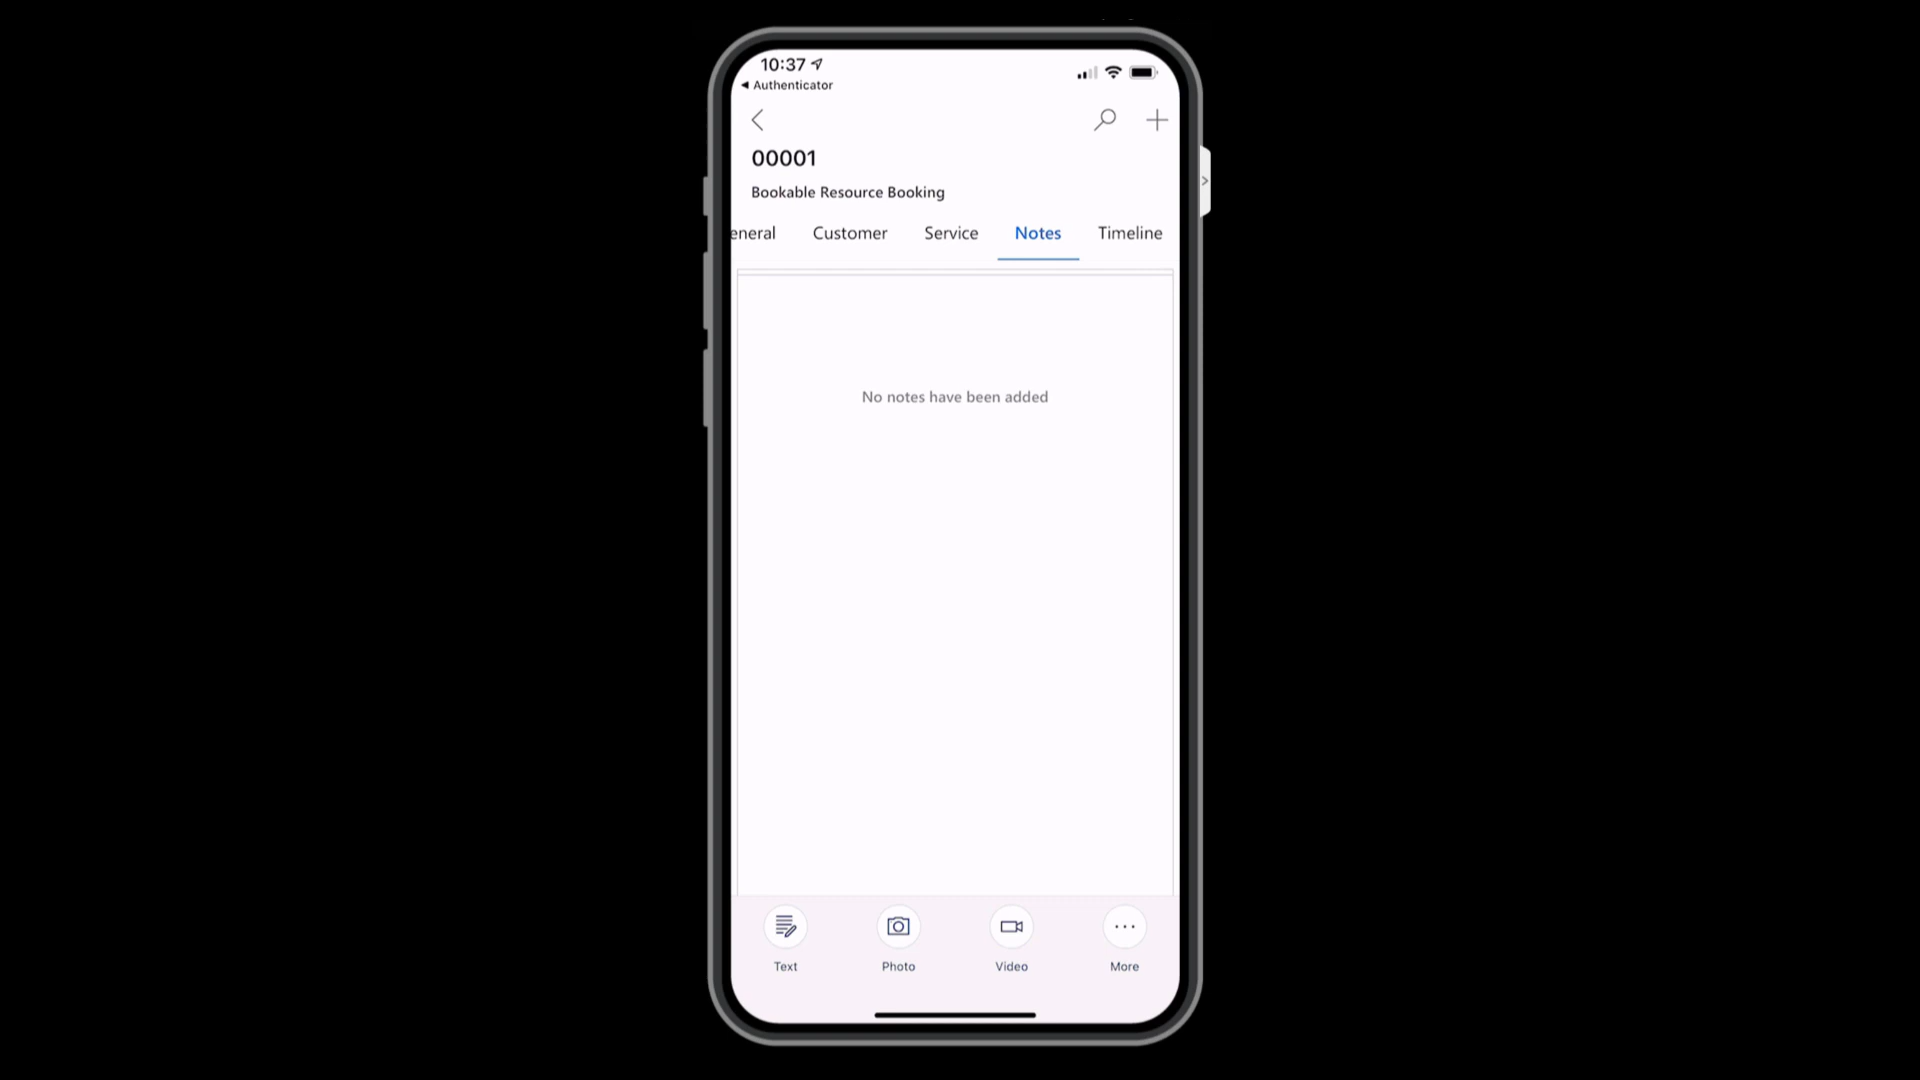 10:37
◄ Authenticator
00001
Bookable Resource Booking
eneral Customer Service Notes Timeline
No notes have been added
Text Photo Video More